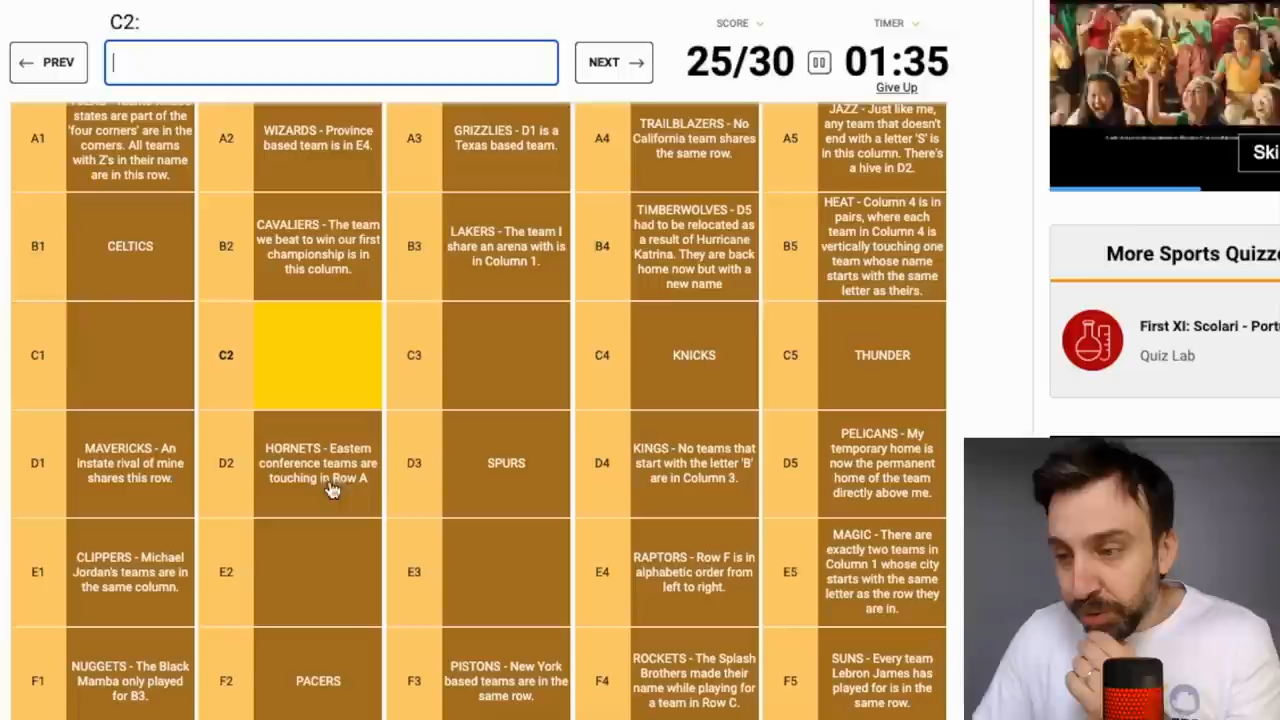 C2:
SCORE
TIMER
← PREV
NEXT →
25/30
01:35
Give Up
A1
states are part of the
'four corners' are in the
corners. All teams
with Z's in their name
are in this row.
A2
WIZARDS - Province
based team is in E4.
A3
GRIZZLIES - D1 is a
Texas based team.
A4
TRAILBLAZERS - No
California team shares
the same row.
A5
JAZZ - Just like me,
any team that doesn't
end with a letter 'S' is
in this column. There's
a hive in D2.
B1
CELTICS
B2
CAVALIERS - The team
we beat to win our first
championship is in
this column.
B3
LAKERS - The team I
share an arena with is
in Column 1.
B4
TIMBERWOLVES - D5
had to be relocated as
a result of Hurricane
Katrina. They are back
home now but with a
new name
B5
HEAT - Column 4 is in
pairs, where each
team in Column 4 is
vertically touching one
team whose name
starts with the same
letter as theirs.
C1
C2
C3
C4
KNICKS
C5
THUNDER
D1
MAVERICKS - An
instate rival of mine
shares this row.
D2
HORNETS - Eastern
conference teams are
touching in Row A
D3
SPURS
D4
KINGS - No teams that
start with the letter 'B'
are in Column 3.
D5
PELICANS - My
temporary home is
now the permanent
home of the team
directly above me.
E1
CLIPPERS - Michael
Jordan's teams are in
the same column.
E2
E3
E4
RAPTORS - Row F is in
alphabetic order from
left to right.
E5
MAGIC - There are
exactly two teams in
Column 1 whose city
starts with the same
letter as the row they
are in.
F1
NUGGETS - The Black
Mamba only played
for B3.
F2
PACERS
F3
PISTONS - New York
based teams are in the
same row.
F4
ROCKETS - The Splash
Brothers made their
name while playing for
a team in Row C.
F5
SUNS - Every team
Lebron James has
played for is in the
same row.
Ski
More Sports Quizze
First XI: Scolari - Port
Quiz Lab